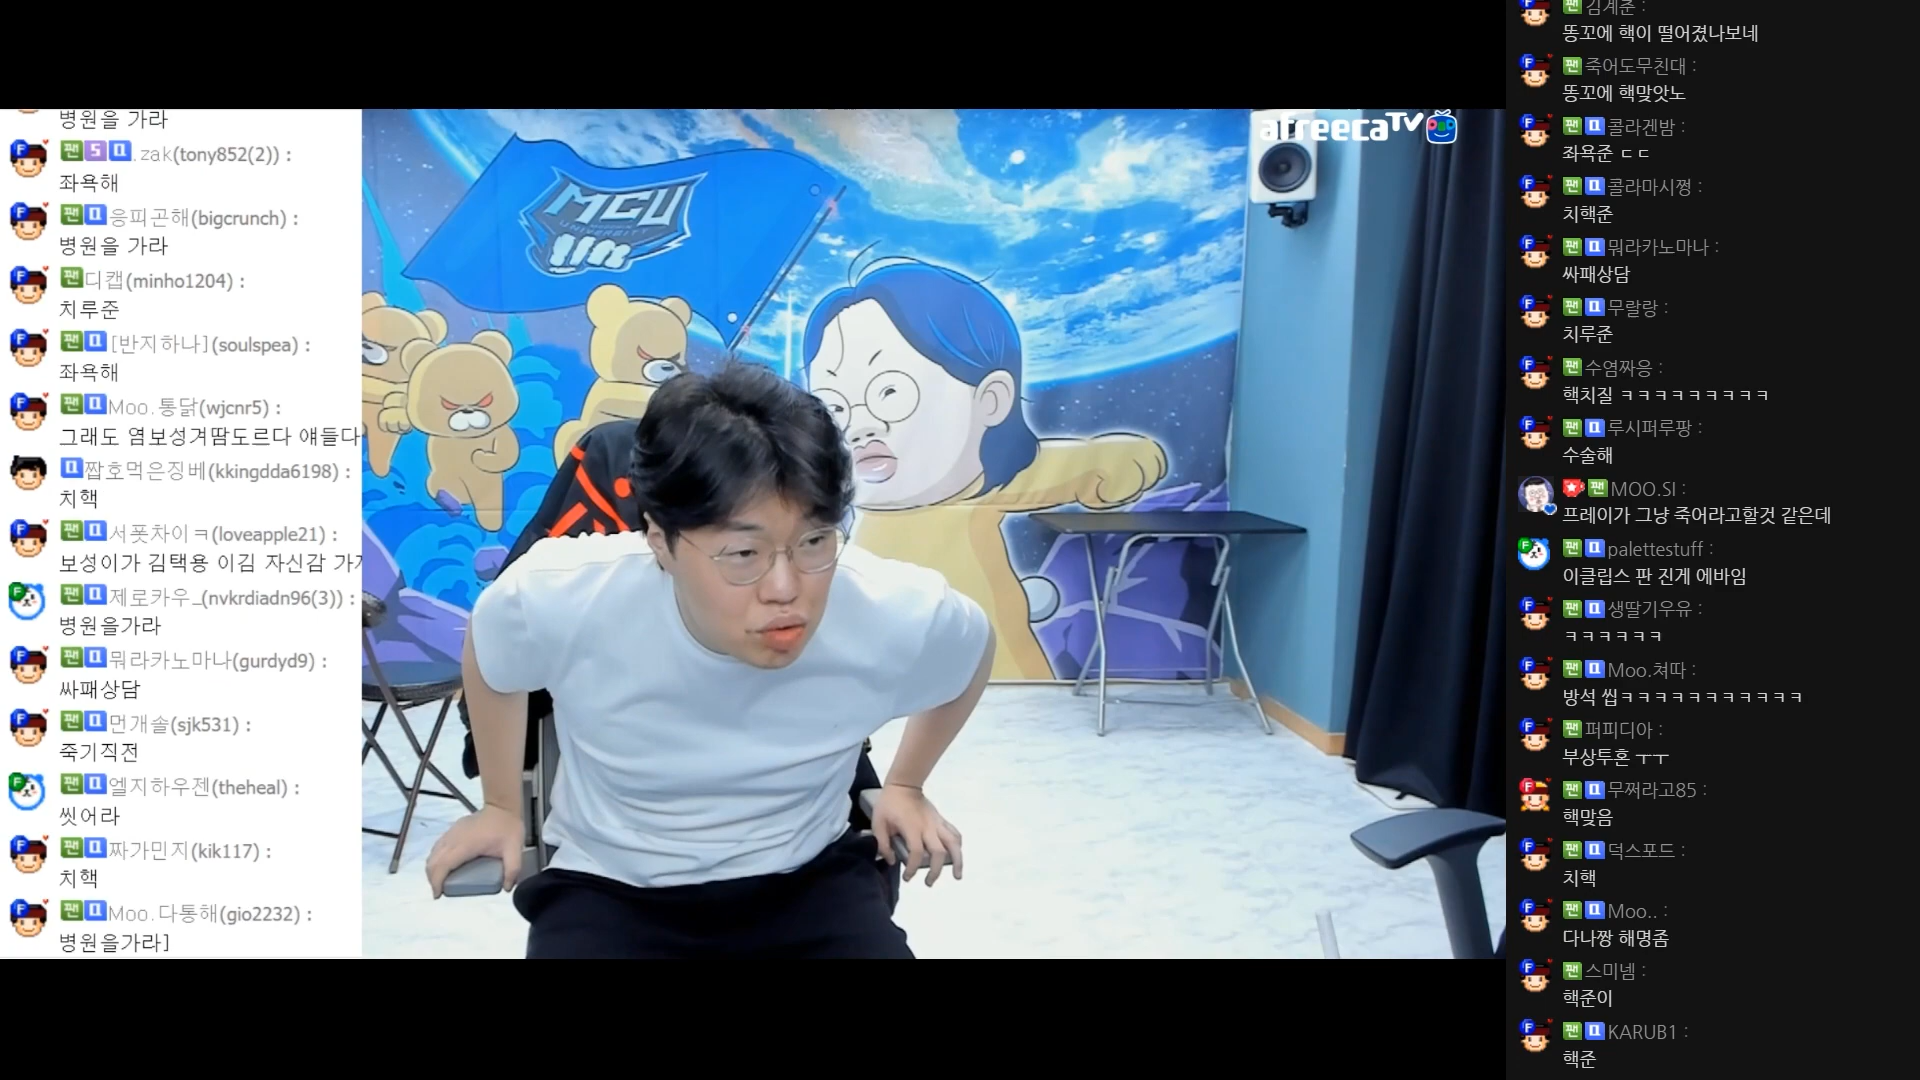 병원을 가라
팬 S .zak(tony852(2)) :
좌욕해
팬 응피곤해(bigcrunch) :
병원을 가라
팬 디캡(minho1204) :
치루준
팬 [반지하나](soulspea) :
좌욕해
팬 Moo.통닭(wjcnr5) :
그래도 염보성겨땀도르다 얘들다
짭호먹은징베(kkingdda6198) :
치핵
팬 서폿차이ㅋ(loveapple21) :
보성이가 김택용 이김 자신감 가져
팬 제로카우_(nvkrdiadn96(3)) :
병원을가라
팬 뭐라카노마나(gurdyd9) :
싸패상담
팬 먼개솔(sjk531) :
죽기직전
팬 엘지하우젠(theheal) :
씻어라
팬 짜가민지(kik117) :
치핵
팬 Moo.다통해(gio2232) :
병원을가라]
MCU
UNIVERSITY
afreecaTV
팬 김계준 :
똥꼬에 핵이 떨어졌나보네
팬 죽어도무친대 :
똥꼬에 핵맞앗노
팬 콜라겐밤 :
좌욕준 ㄷㄷ
팬 콜라마시쩡 :
치핵준
팬 뭐라카노마나 :
싸패상담
팬 무랄랑 :
치루준
팬 수염짜응 :
핵치질 ㅋㅋㅋㅋㅋㅋㅋㅋㅋ
팬 루시퍼루팡 :
수술해
팬 MOO.SI :
프레이가 그냥 죽어라고할것 같은데
팬 palettestuff :
이클립스 판 진게 에바임
팬 생딸기우유 :
ㅋㅋㅋㅋㅋㅋ
팬 Moo.쳐따 :
방석 씹ㅋㅋㅋㅋㅋㅋㅋㅋㅋㅋㅋ
팬 퍼피디아 :
부상투혼 ㅜㅜ
팬 무쩌라고85 :
핵맞음
팬 덕스포드 :
치핵
팬 Moo.. :
다나짱 해명좀
팬 스미넴 :
핵준이
팬 KARUB1 :
핵준